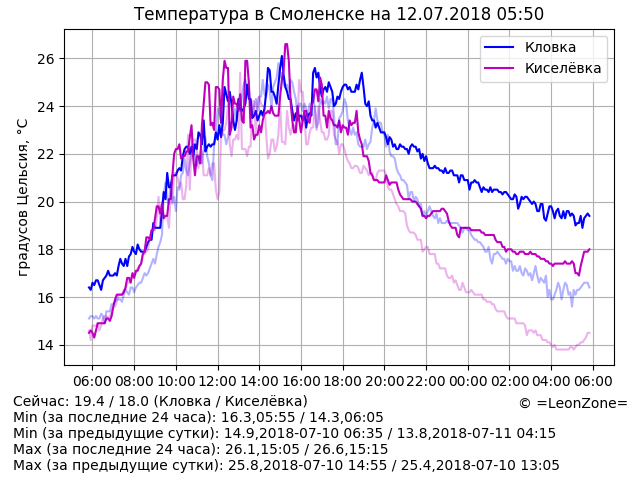 Температура в Смоленске на 12.07.2018 05:50
Кловка
Киселёвка
градусов Цельсия, °C
26
24
22
20
18
16
14
06:00 08:00 10:00 12:00 14:00 16:00 18:00 20:00 22:00 00:00 02:00 04:00 06:00
Сейчас: 19.4 / 18.0 (Кловка / Киселёвка)
© =LeonZone=
Min (за последние 24 часа): 16.3,05:55 / 14.3,06:05
Min (за предыдущие сутки): 14.9,2018-07-10 06:35 / 13.8,2018-07-11 04:15
Max (за последние 24 часа): 26.1,15:05 / 26.6,15:15
Max (за предыдущие сутки): 25.8,2018-07-10 14:55 / 25.4,2018-07-10 13:05